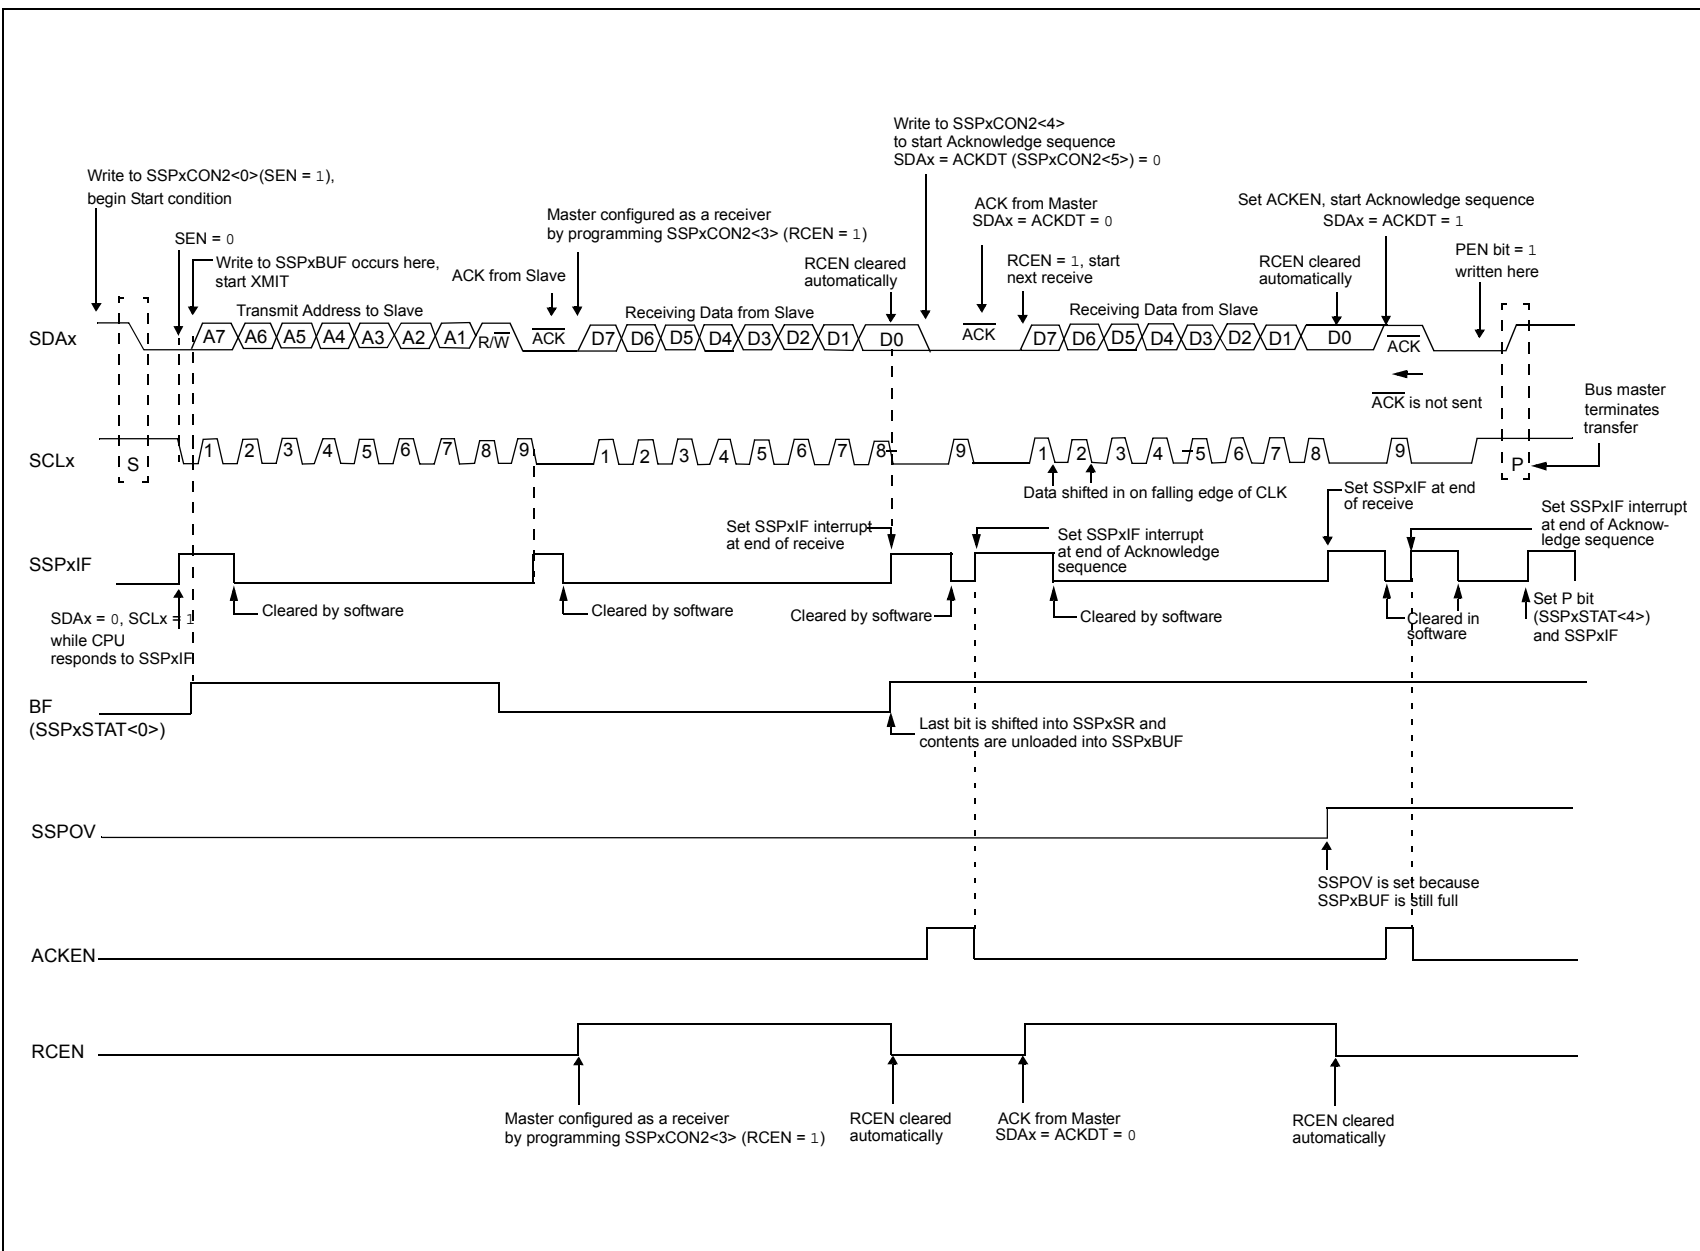 Write to SSPxCON2<4>
to start Acknowledge sequence
SDAx = ACKDT (SSPxCON2<5>) = 0
Write to SSPxCON2<0>(SEN = 1),
begin Start condition
ACK from Master
SDAx = ACKDT = 0
Set ACKEN, start Acknowledge sequence
SDAx = ACKDT = 1
Master configured as a receiver
by programming SSPxCON2<3> (RCEN = 1)
SEN = 0
PEN bit = 1
written here
Write to SSPxBUF occurs here,
start XMIT
ACK from Slave
RCEN cleared
automatically
RCEN = 1, start
next receive
RCEN cleared
automatically
Transmit Address to Slave
Receiving Data from Slave
Receiving Data from Slave
SDAx
A7 A6 A5 A4 A3 A2 A1 R/W ACK D7 D6 D5 D4 D3 D2 D1 D0 ACK D7 D6 D5 D4 D3 D2 D1 D0 ACK
ACK is not sent
Bus master
terminates
transfer
SCLx
S 1 2 3 4 5 6 7 8 9 1 2 3 4 5 6 7 8 9 1 2 3 4 5 6 7 8 9 P
Data shifted in on falling edge of CLK
Set SSPxIF at end
of receive
Set SSPxIF interrupt
at end of receive
Set SSPxIF interrupt
at end of Acknowledge
sequence
Set SSPxIF interrupt
at end of Acknow-
ledge sequence
SSPxIF
SDAx = 0, SCLx = 1
while CPU
responds to SSPxIF
Cleared by software
Cleared by software
Cleared by software
Cleared by software
Cleared in
software
Set P bit
(SSPxSTAT<4>)
and SSPxIF
BF
(SSPxSTAT<0>)
Last bit is shifted into SSPxSR and
contents are unloaded into SSPxBUF
SSPOV
SSPOV is set because
SSPxBUF is still full
ACKEN
RCEN
Master configured as a receiver
by programming SSPxCON2<3> (RCEN = 1)
RCEN cleared
automatically
ACK from Master
SDAx = ACKDT = 0
RCEN cleared
automatically